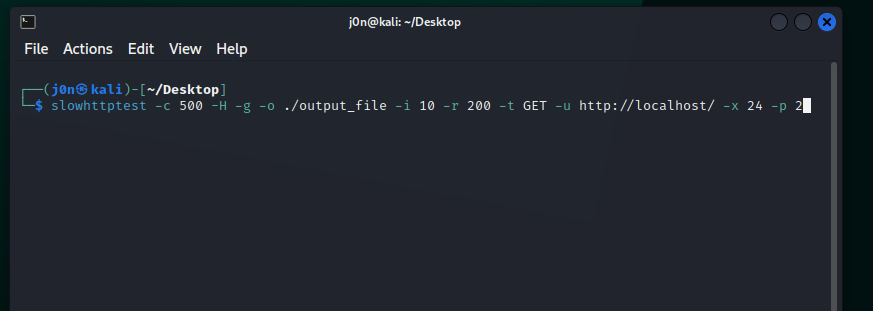 j0n@kali: ~/Desktop
File Actions Edit View Help
┌──(j0n㉿kali)-[~/Desktop]
└─$ slowhttptest -c 500 -H -g -o ./output_file -i 10 -r 200 -t GET -u http://localhost/ -x 24 -p 2